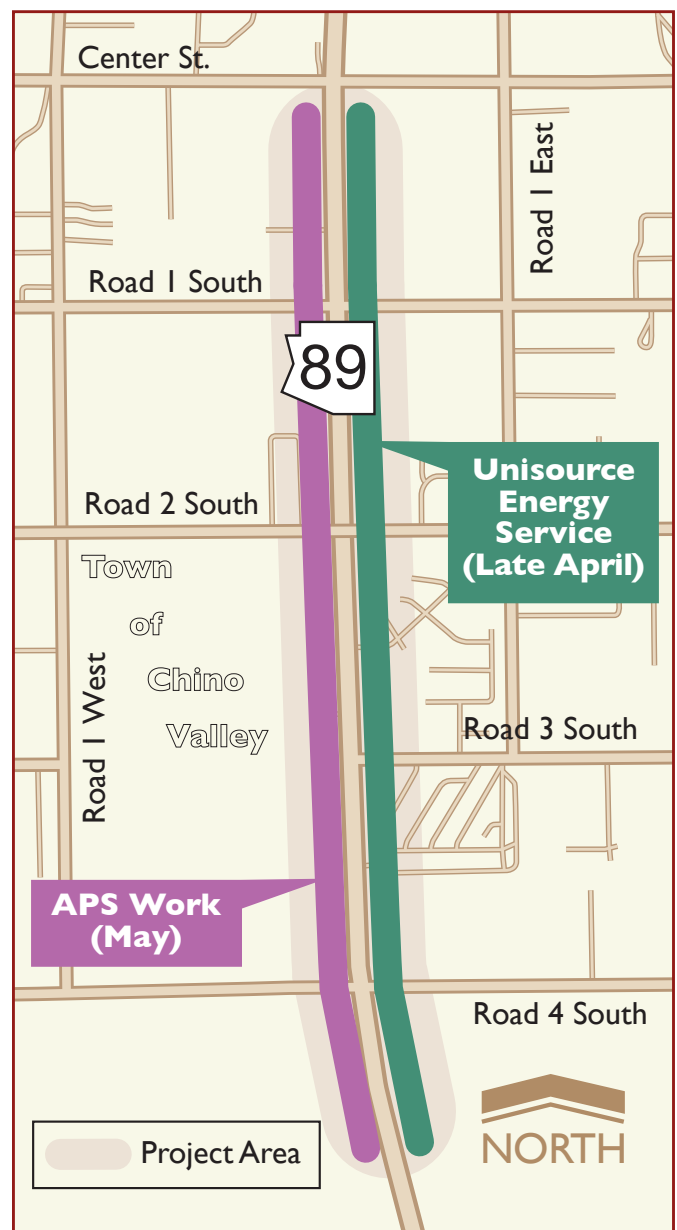 Center St.
Road 1 East
Road 1 South
89
Unisource
Energy
Service
(Late April)
Road 2 South
Town
of
Chino
Valley
Road 1 West
Road 3 South
APS Work
(May)
Road 4 South
NORTH
Project Area